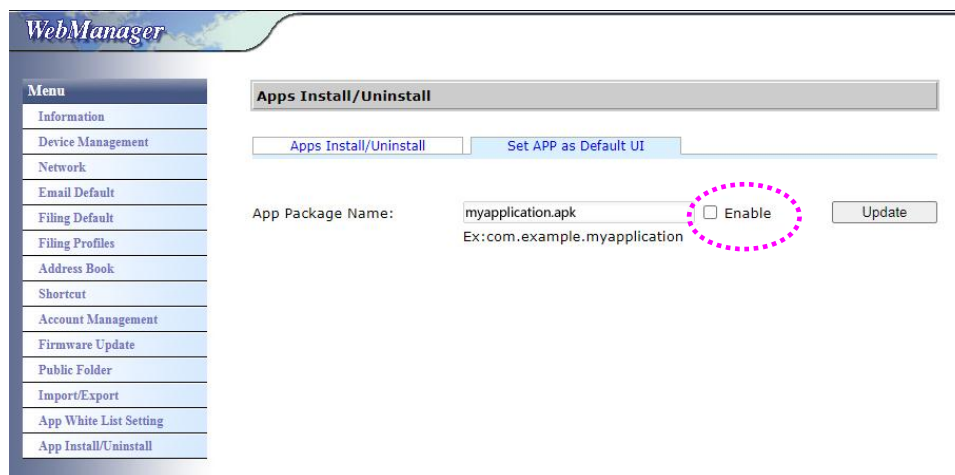 WebManager
Menu
Information
Device Management
Network
Email Default
Filing Default
Filing Profiles
Address Book
Shortcut
Account Management
Firmware Update
Public Folder
Import/Export
App White List Setting
App Install/Uninstall
Apps Install/Uninstall
Apps Install/Uninstall Set APP as Default UI
App Package Name: myapplication.apk Enable Update
Ex:com.example.myapplication